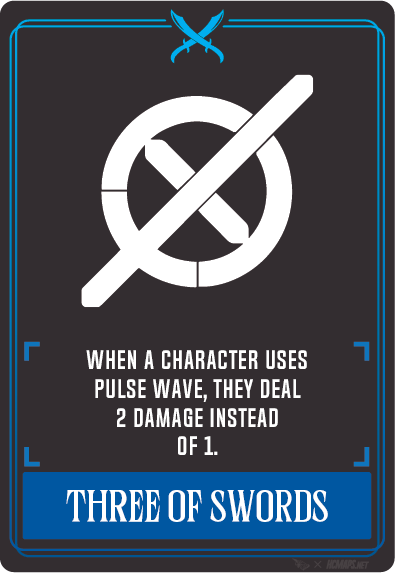 WHEN A CHARACTER USES
PULSE WAVE, THEY DEAL
2 DAMAGE INSTEAD
OF 1.
THREE OF SWORDS